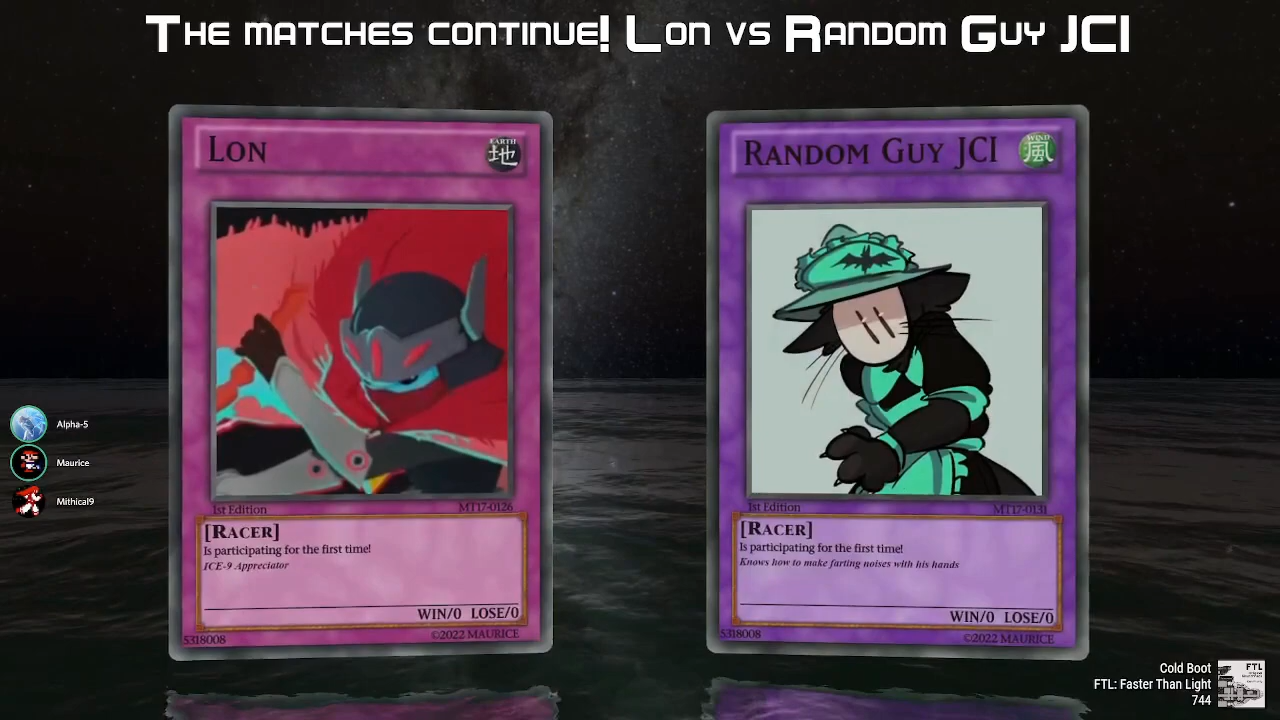 The matches continue! Lon vs Random Guy JCI
Lon
EARTH
地
Random Guy JCI
WIND
風
1st Edition
MT17-0126
1st Edition
MT17-0131
[Racer]
Is participating for the first time!
ICE-9 Appreciator
WIN/0 LOSE/0
5318008
©2022 MAURICE
[Racer]
Is participating for the first time!
Knows how to make farting noises with his hands
WIN/0 LOSE/0
5318008
©2022 MAURICE
Alpha-5
Maurice
Mithical9
Cold Boot
FTL: Faster Than Light
744
FTL